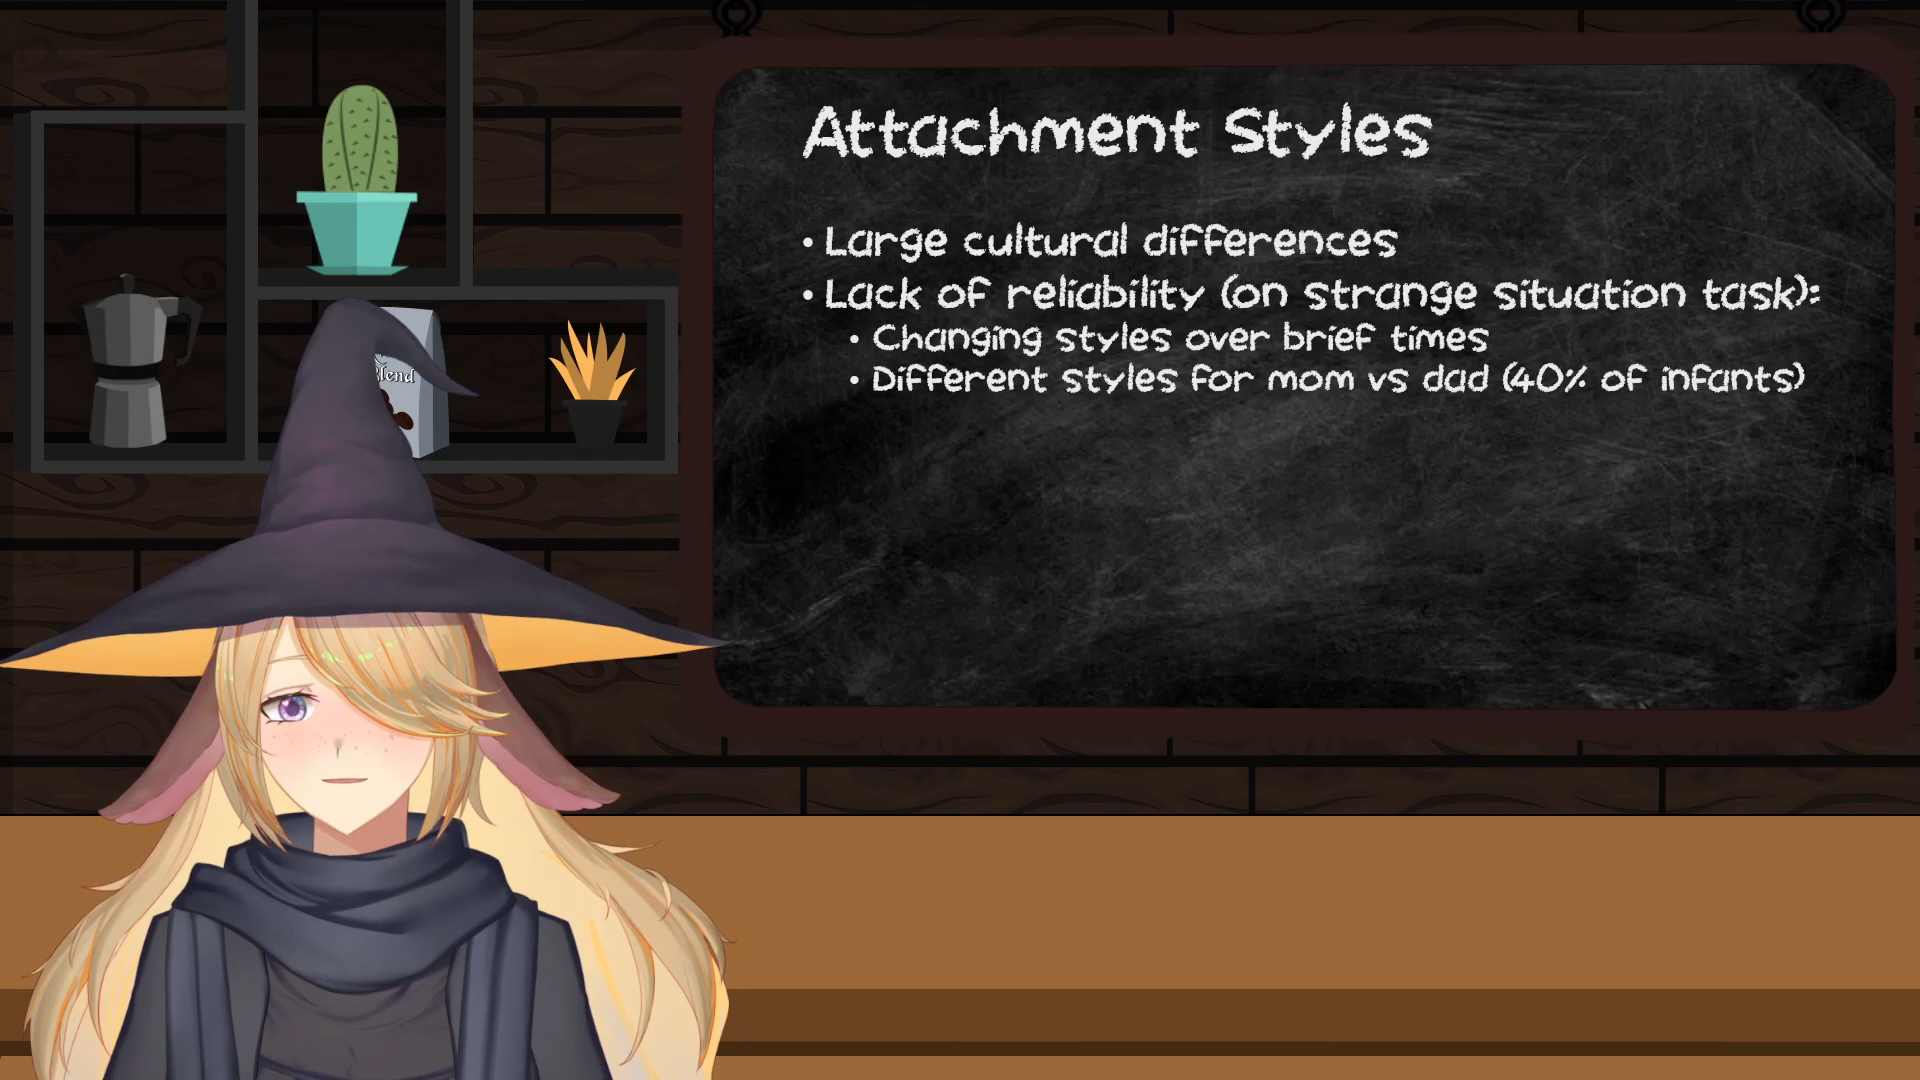 Attachment Styles
• Large cultural differences
• Lack of reliability (on strange situation task):
• Changing styles over brief times
• Different styles for mom vs dad (40% of infants)
lend